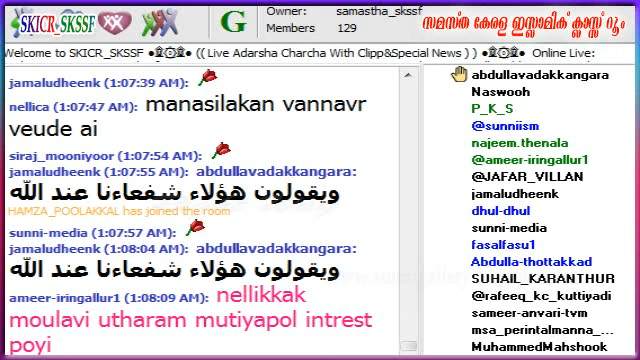 SKICR_SKSSF
G
Owner: samastha_skssf
Members 129
സമസ്ത കേരള ഇസ്ലാമിക് ക്ലാസ്സ് റൂം
Welcome to SKICR_SKSSF ●۩۞۩● (( Live Adarsha Charcha With Clipp&Special News ) ) ●۩۞۩● Online Live:
jamaludheenk (1:07:39 AM):
nellica (1:07:47 AM): manasilakan vannavr
veude ai
siraj_mooniyoor (1:07:54 AM):
jamaludheenk (1:07:55 AM): abdullavadakkangara:
ويقولون هؤلاء شفعاءنا عند الله
HAMZA_POOLAKKAL has joined the room
sunni-media (1:07:57 AM):
jamaludheenk (1:08:04 AM): abdullavadakkangara:
ويقولون هؤلاء شفعاءنا عند الله
ameer-iringallur1 (1:08:09 AM): nellikkak
moulavi utharam mutiyapol intrest
poyi
abdullavadakkangara
Naswooh
P_K_S
@sunniism
najeem.thenala
@ameer-iringallur1
@JAFAR_VILLAN
jamaludheenk
dhul-dhul
sunni-media
fasalfasu1
Abdulla-thottakkad
SUHAIL_KARANTHUR
@rafeeq_kc_kuttiyadi
sameer-anvari-tvm
msa_perintalmanna_...
MuhammedMahshook